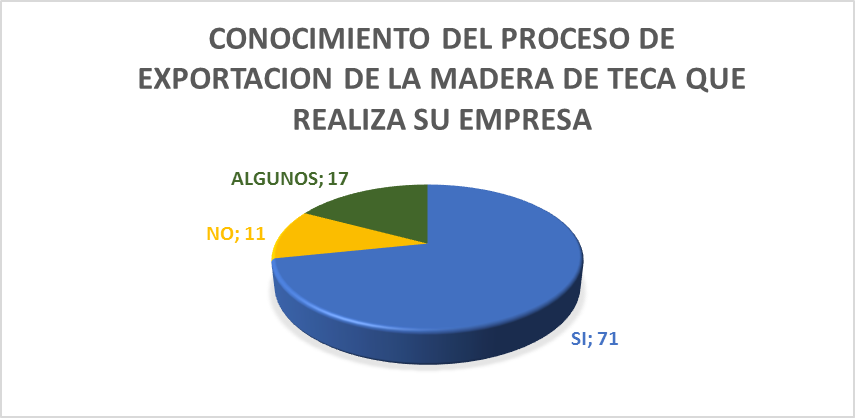 CONOCIMIENTO DEL PROCESO DE
EXPORTACION DE LA MADERA DE TECA QUE
REALIZA SU EMPRESA
ALGUNOS; 17
NO; 11
SI; 71